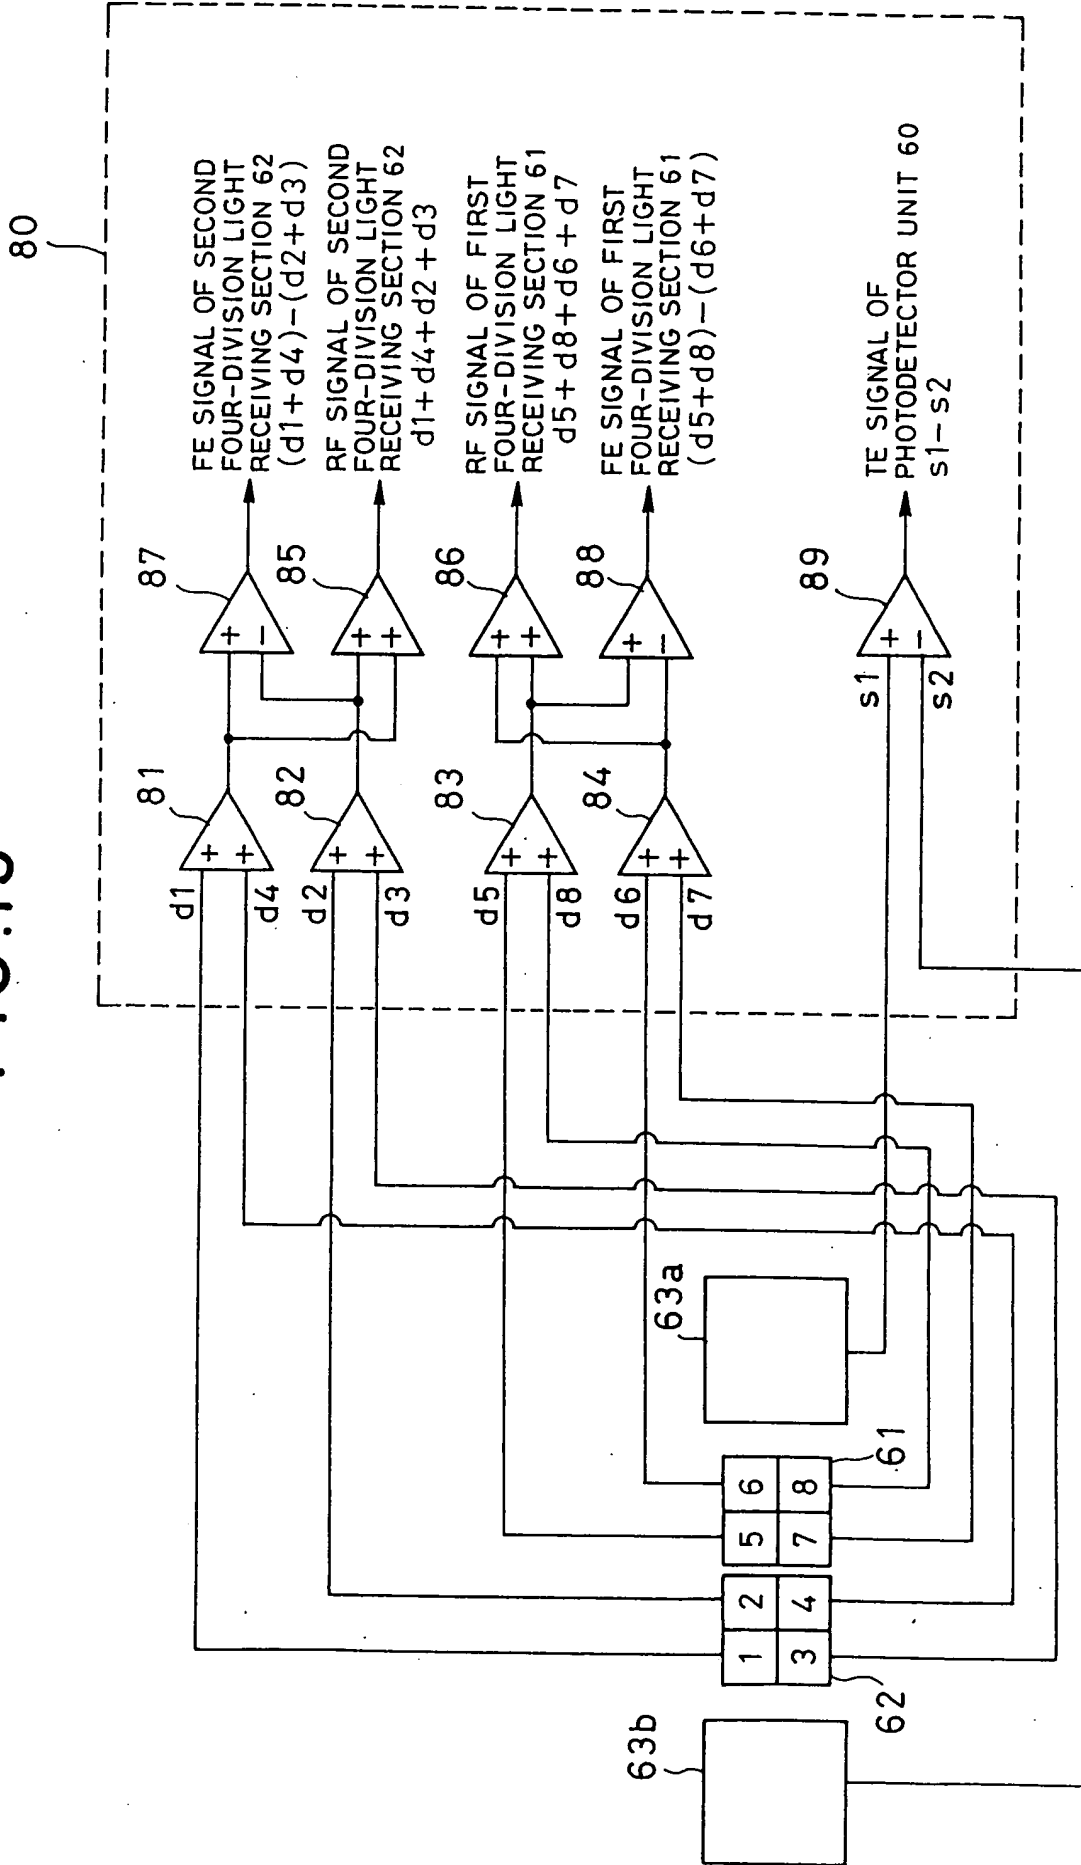 80
FE SIGNAL OF SECOND
FOUR-DIVISION LIGHT
RECEIVING SECTION 62
(d1+d4)-(d2+d3)
RF SIGNAL OF SECOND
FOUR-DIVISION LIGHT
RECEIVING SECTION 62
d1+d4+d2+d3
RF SIGNAL OF FIRST
FOUR-DIVISION LIGHT
RECEIVING SECTION 61
d5+d8+d6+d7
FE SIGNAL OF FIRST
FOUR-DIVISION LIGHT
RECEIVING SECTION 61
(d5+d8)-(d6+d7)
TE SIGNAL OF
PHOTODETECTOR UNIT 60
s1-s2
87
+
-
85
+
+
86
+
+
88
+
-
89
s1
+
-
s2
81
d1
+
+
d4
82
d2
+
+
d3
83
d5
+
+
d8
84
d6
+
+
d7
63a
61
6
8
5
7
2
4
1
3
62
63b